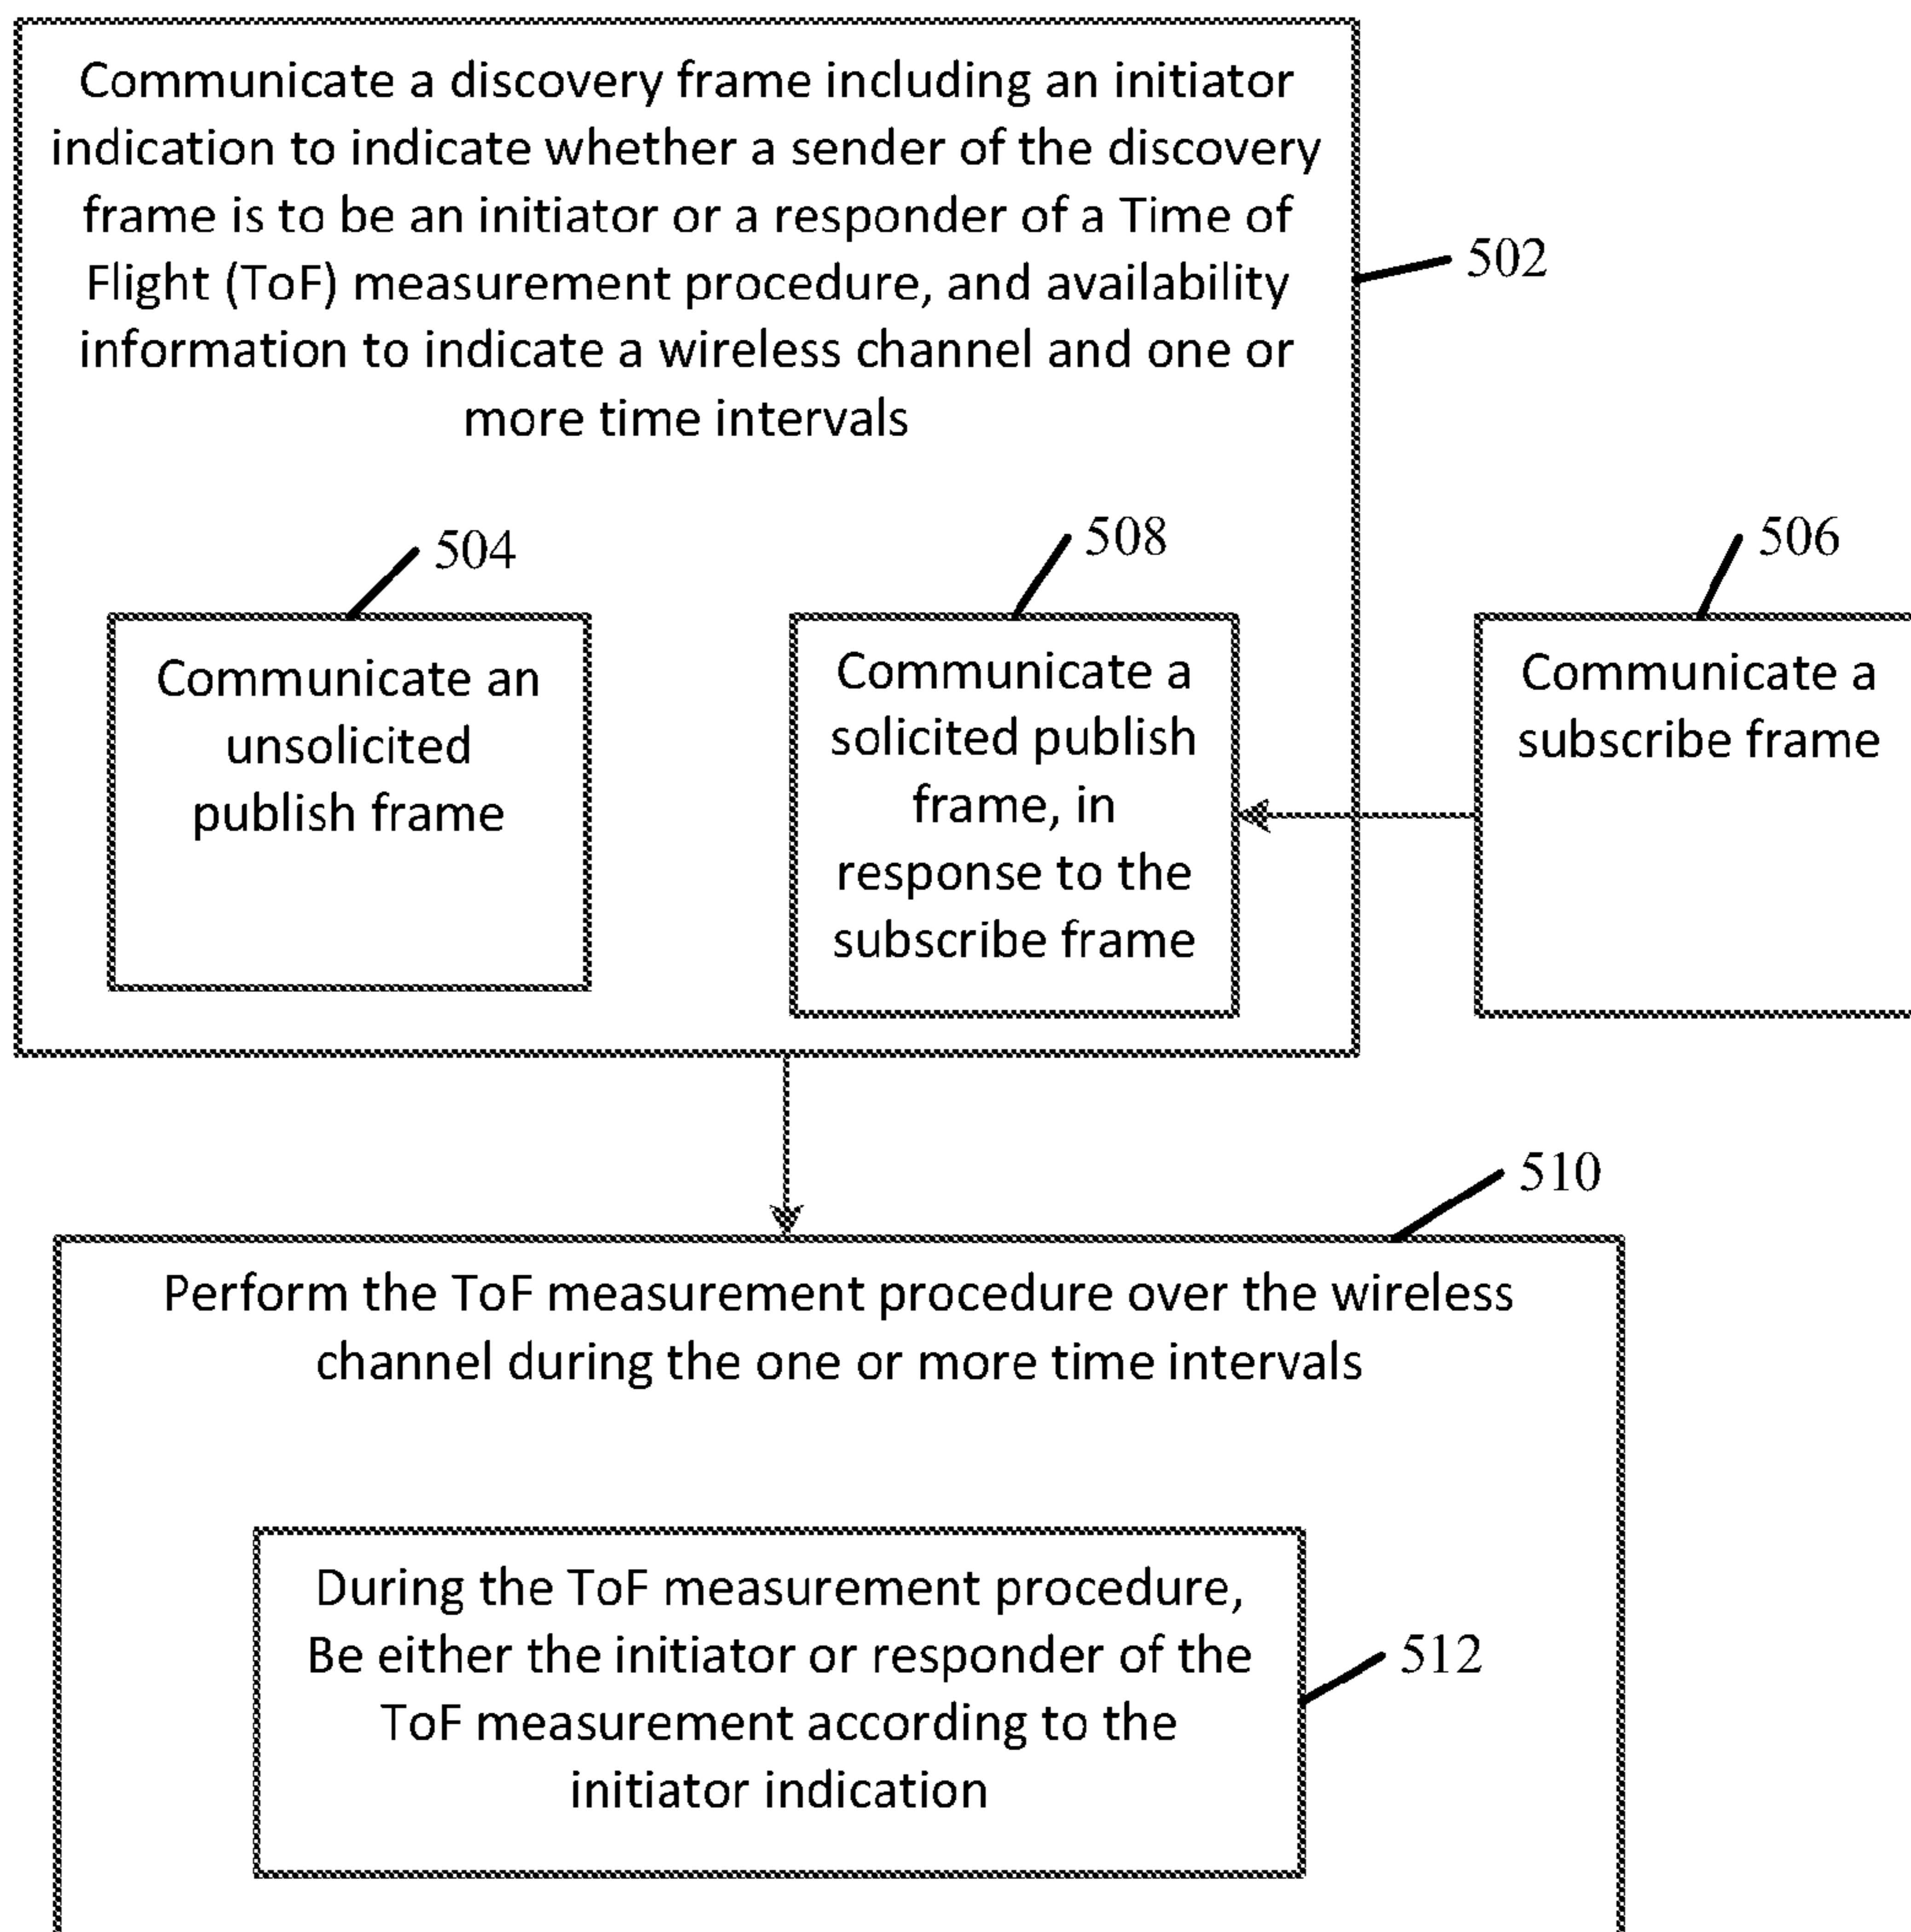 Communicate a discovery frame including an initiator
indication to indicate whether a sender of the discovery
frame is to be an initiator or a responder of a Time of
Flight (ToF) measurement procedure, and availability
information to indicate a wireless channel and one or
more time intervals
502
504
Communicate an
unsolicited
publish frame
508
Communicate a
solicited publish
frame, in
response to the
subscribe frame
506
Communicate a
subscribe frame
510
Perform the ToF measurement procedure over the wireless
channel during the one or more time intervals
During the ToF measurement procedure,
Be either the initiator or responder of the
ToF measurement according to the
initiator indication
512